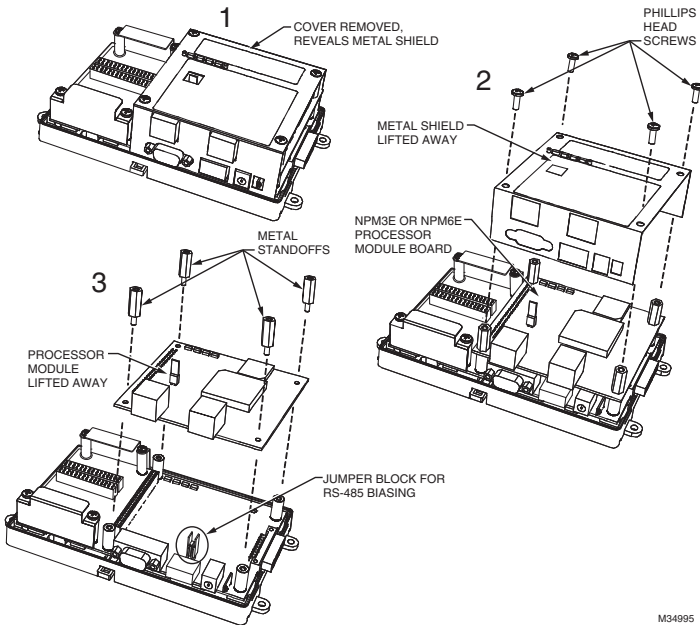 1
COVER REMOVED,
REVEALS METAL SHIELD
PHILLIPS
HEAD
SCREWS
2
METAL SHIELD
LIFTED AWAY
NPM3E OR NPM6E
PROCESSOR
MODULE BOARD
METAL
STANDOFFS
3
PROCESSOR
MODULE
LIFTED AWAY
JUMPER BLOCK FOR
RS-485 BIASING
M34995